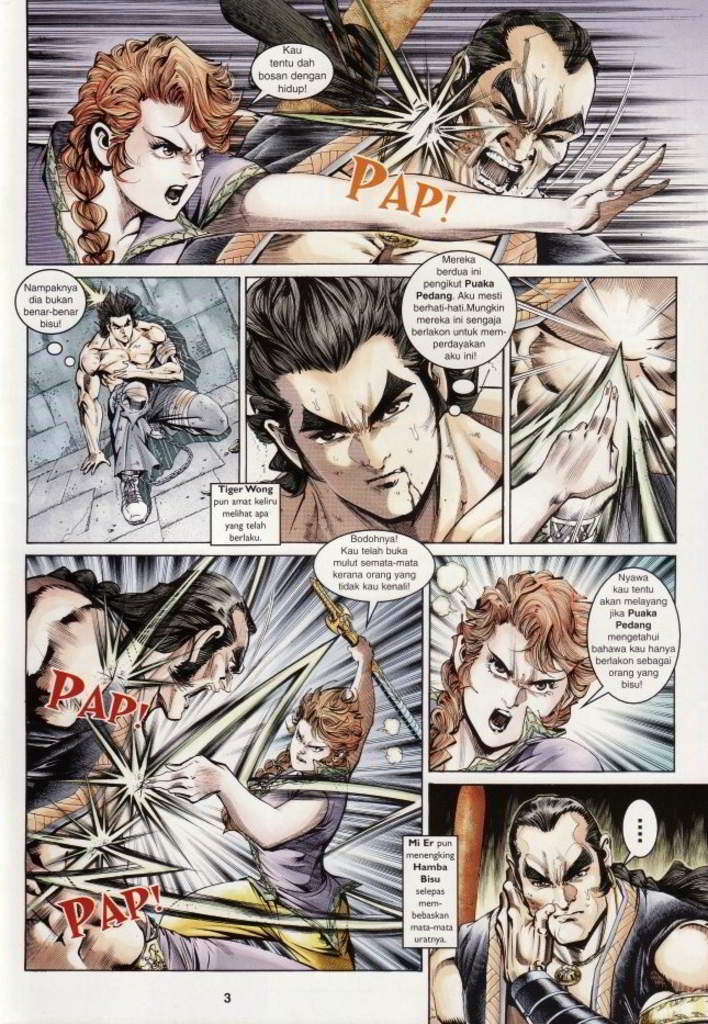 Kau
tentu dah
bosan dengan
hidup!
PAP!
Nampaknya
dia bukan
benar-benar
bisu!
Mereka
berdua ini
pengikut Puaka
Pedang. Aku mesti
berhati-hati.Mungkin
mereka ini sengaja
berlakon untuk mem-
perdayakan
aku ini!
Tiger Wong
pun amat keliru
melihat apa
yang telah
berlaku.
Bodohnya!
Kau telah buka
mulut semata-mata
kerana orang yang
tidak kau kenali!
PAP!
PAP!
Nyawa
kau tentu
akan melayang
jika Puaka
Pedang
mengetahui
bahawa kau hanya
berlakon sebagai
orang yang
bisu!
Mi Er pun
menengking
Hamba
Bisu
selepas
mem-
bebaskan
mata-mata
uratnya.
3